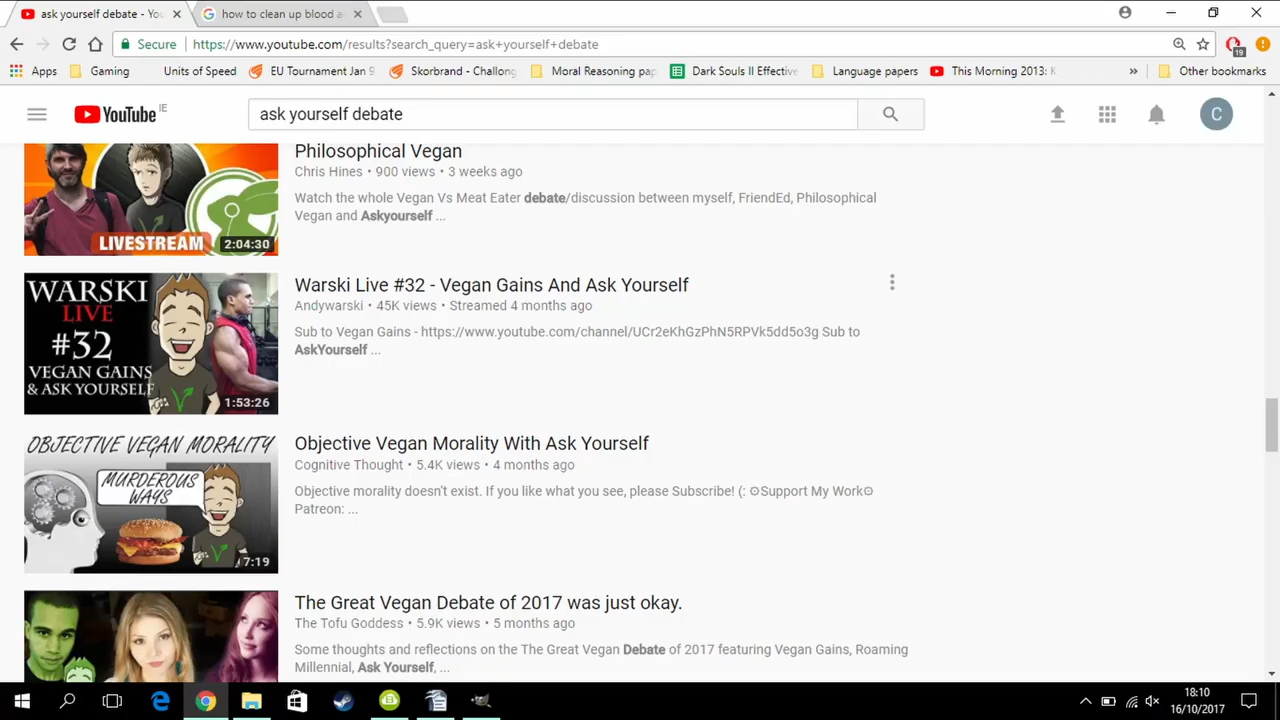 ask yourself debate - Yo
how to clean up blood a
Secure https://www.youtube.com/results?search_query=ask+yourself+debate
19
Apps Gaming Units of Speed EU Tournament Jan 9 Skorbrand - Challong Moral Reasoning pap Dark Souls II Effective Language papers This Morning 2013: K » Other bookmarks
YouTube IE
ask yourself debate
C
Philosophical Vegan
Chris Hines • 900 views • 3 weeks ago
Watch the whole Vegan Vs Meat Eater debate/discussion between myself, FriendEd, Philosophical
Vegan and Askyourself ...
LIVESTREAM
2:04:30
WARSKI
LIVE
#32
VEGAN GAINS
& ASK YOURSELF
1:53:26
Warski Live #32 - Vegan Gains And Ask Yourself
Andywarski • 45K views • Streamed 4 months ago
Sub to Vegan Gains - https://www.youtube.com/channel/UCr2eKhGzPhN5RPVk5dd5o3g Sub to
AskYourself ...
OBJECTIVE VEGAN MORALITY
MURDEROUS
WAYS
17:19
Objective Vegan Morality With Ask Yourself
Cognitive Thought • 5.4K views • 4 months ago
Objective morality doesn't exist. If you like what you see, please Subscribe! (: ⊙Support My Work⊙
Patreon: ...
The Great Vegan Debate of 2017 was just okay.
The Tofu Goddess • 5.9K views • 5 months ago
Some thoughts and reflections on the The Great Vegan Debate of 2017 featuring Vegan Gains, Roaming
Millennial, Ask Yourself, ...
18:10
16/10/2017